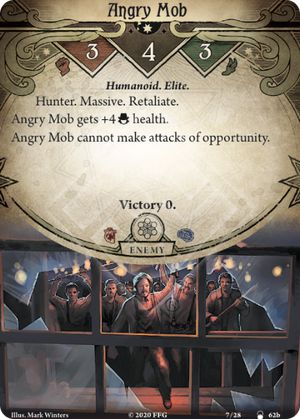 Angry Mob
3 4 3
Humanoid. Elite.
Hunter. Massive. Retaliate.
Angry Mob gets +4 health.
Angry Mob cannot make attacks of opportunity.
Victory 0.
ENEMY
Illus. Mark Winters © 2020 FFG 7/28 62b